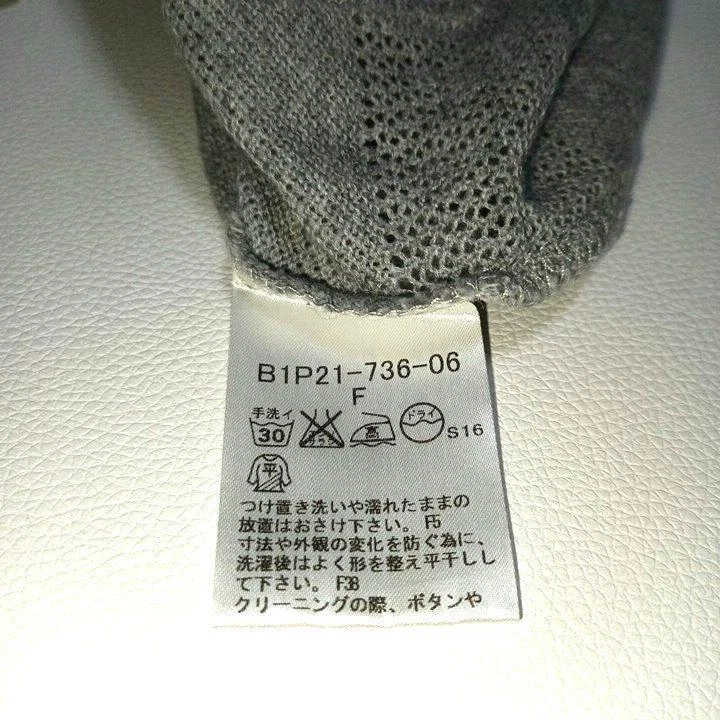 B1P21-736-06
F
手洗イ
30
高
ドライ
S16
平
つけ置き洗いや濡れたままの
放置はおさけ下さい。F5
寸法や外観の変化を防ぐ為に、
洗濯後はよく形を整え平干しし
て下さい。F38
クリーニングの際、ボタンや